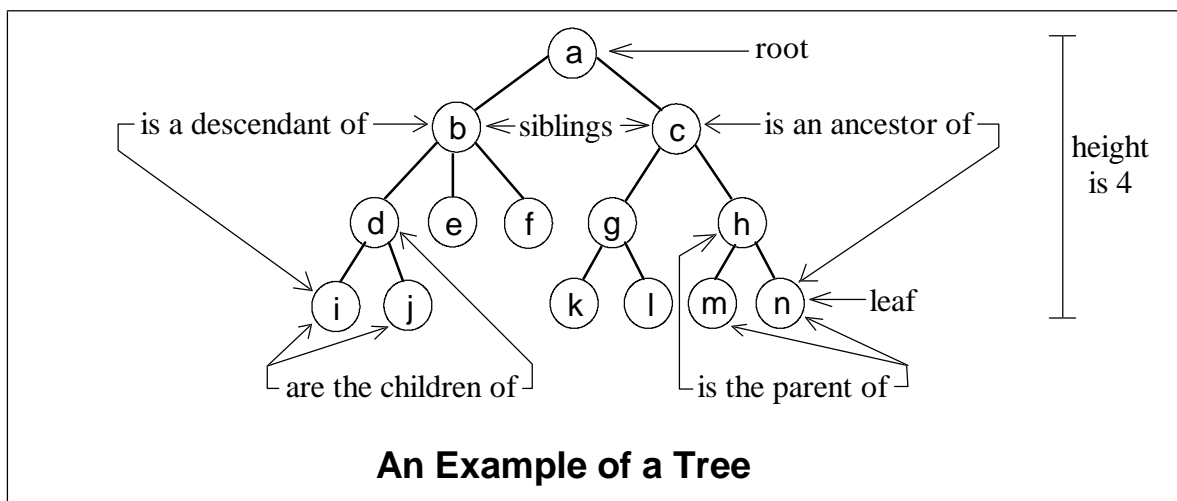 a
root
is a descendant of
b
siblings
c
is an ancestor of
height
is 4
d
e
f
g
h
i
j
k
l
m
n
leaf
are the children of
is the parent of
An Example of a Tree